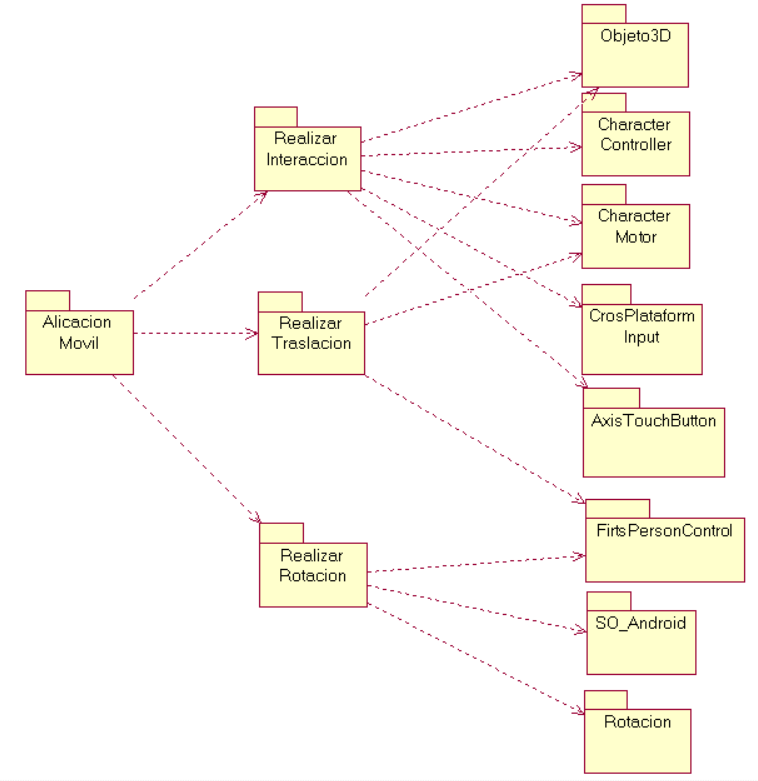 Objeto3D
Character
Controller
Realizar
Interaccion
Character
Motor
CrosPlataform
Input
Alicacion
Movil
Realizar
Traslacion
AxisTouchButton
FirtsPersonControl
Realizar
Rotacion
SO_Android
Rotacion